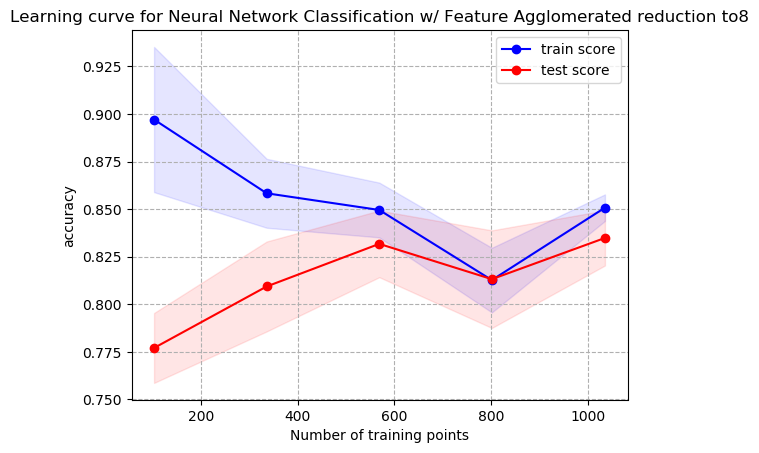 Learning curve for Neural Network Classification w/ Feature Agglomerated reduction to8
train score
test score
0.925
0.900
0.875
0.850
0.825
0.800
0.775
0.750
accuracy
200
400
600
800
1000
Number of training points